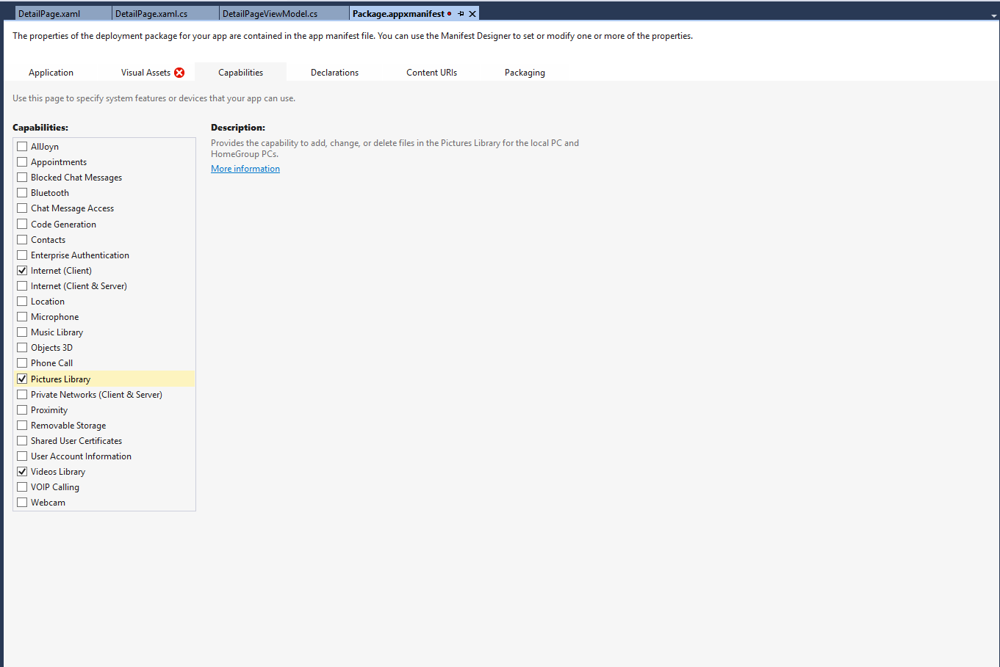 DetailPage.xaml
DetailPage.xaml.cs
DetailPageViewModel.cs
Package.appxmanifest
The properties of the deployment package for your app are contained in the app manifest file. You can use the Manifest Designer to set or modify one or more of the properties.
Application
Visual Assets
Capabilities
Declarations
Content URIs
Packaging
Use this page to specify system features or devices that your app can use.
Capabilities:
AllJoyn
Appointments
Blocked Chat Messages
Bluetooth
Chat Message Access
Code Generation
Contacts
Enterprise Authentication
Internet (Client)
Internet (Client & Server)
Location
Microphone
Music Library
Objects 3D
Phone Call
Pictures Library
Private Networks (Client & Server)
Proximity
Removable Storage
Shared User Certificates
User Account Information
Videos Library
VOIP Calling
Webcam
Description:
Provides the capability to add, change, or delete files in the Pictures Library for the local PC and
HomeGroup PCs.
More information